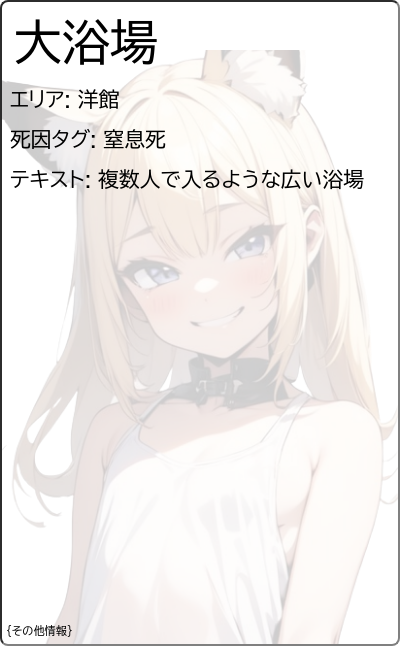 大浴場
エリア: 洋館
死因タグ: 窒息死
テキスト: 複数人で入るような広い浴場
{その他情報}